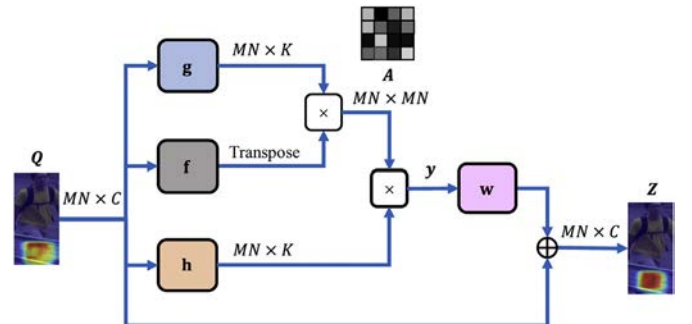 MN × K
A
g
×
MN × MN
Q
f
Transpose
MN × C
×
y
w
Z
MN × C
h
MN × K